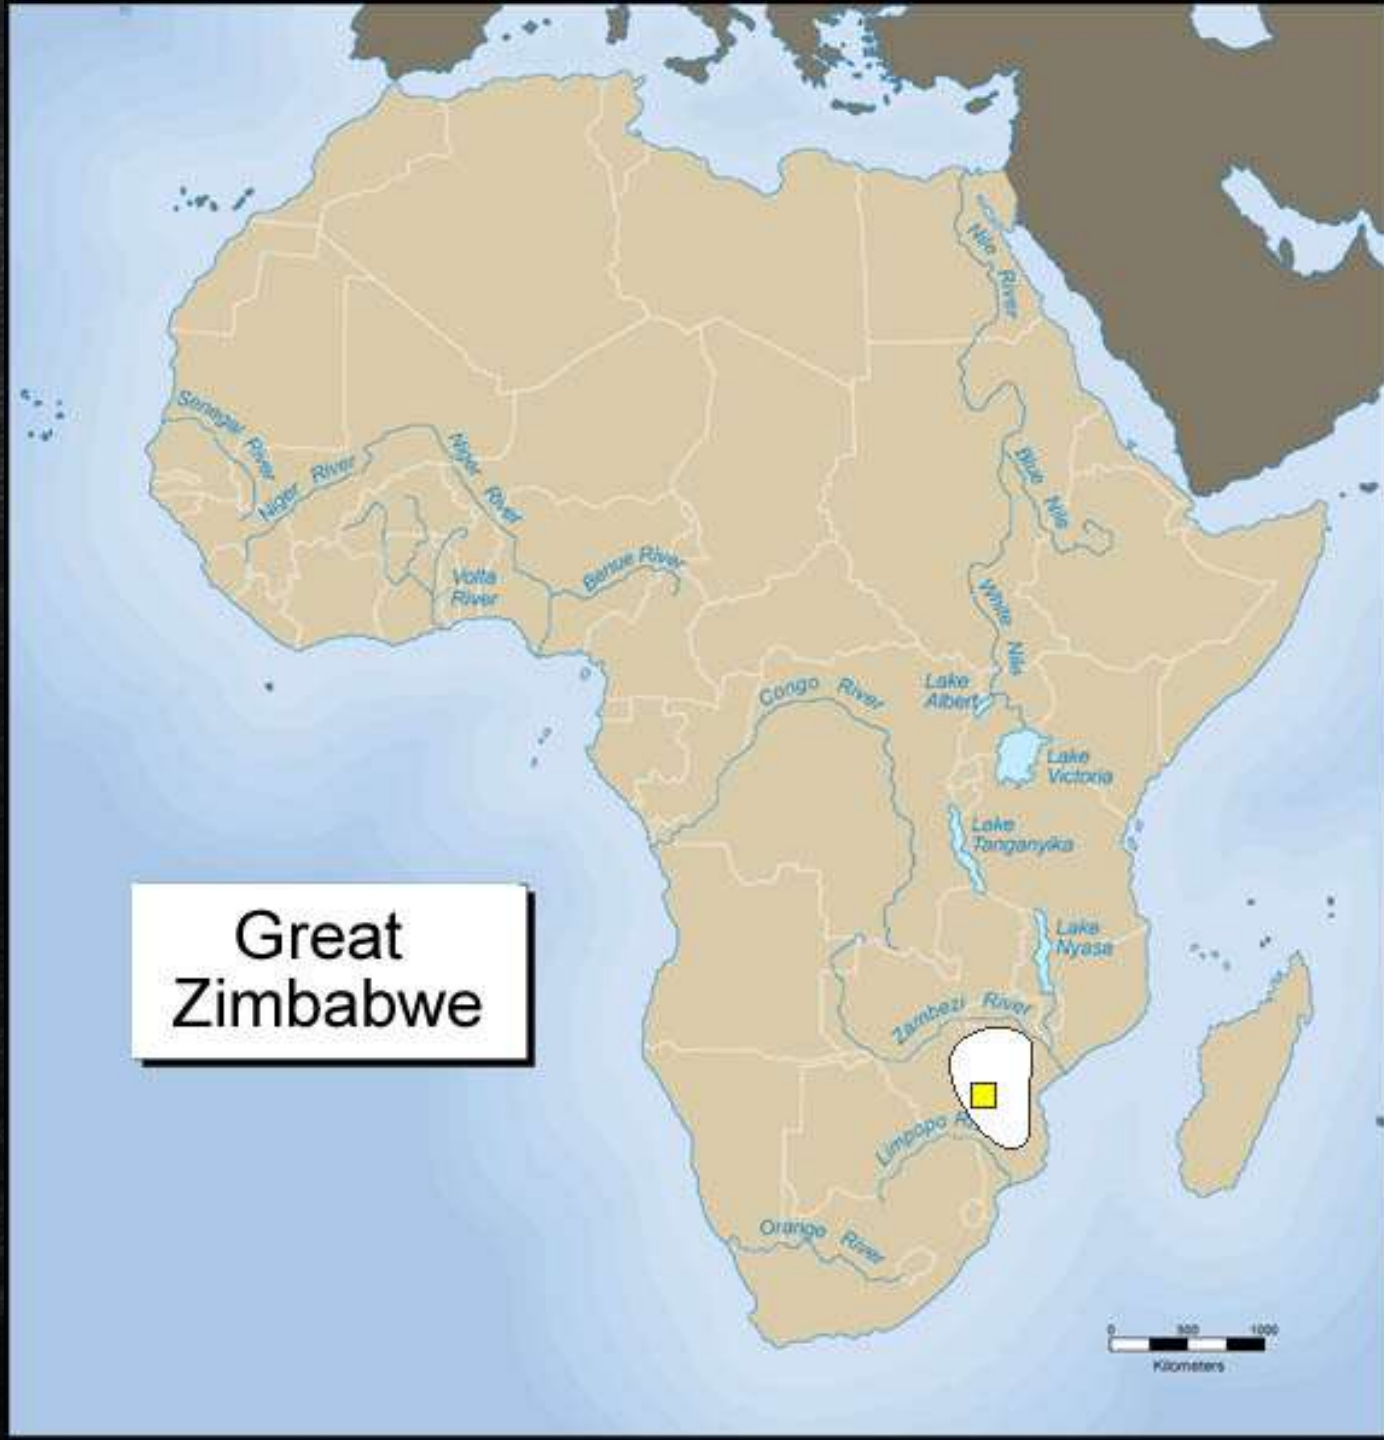 Nile River
Senegal River
Niger River
Niger River
Blue Nile
Volta
River
Benue River
White Nile
Congo River
Lake
Albert
Lake
Victoria
Lake
Tanganyika
Great
Zimbabwe
Lake
Nyasa
Zambezi River
Limpopo
Orange River
0 500 1000
Kilometers